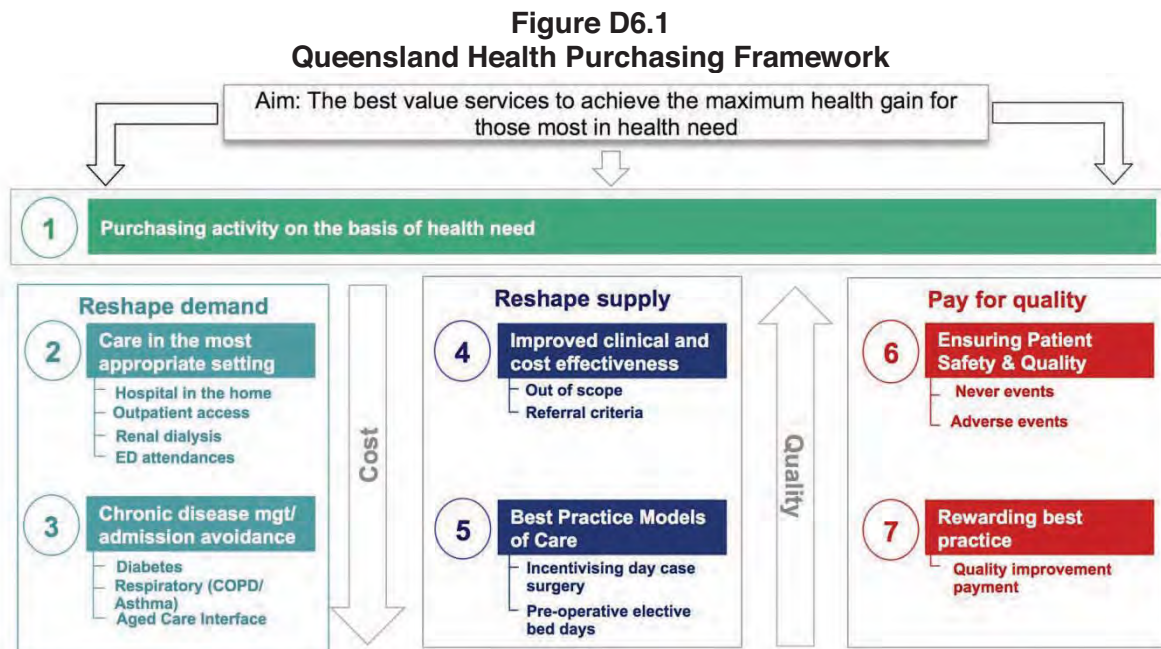 Figure D6.1
Queensland Health Purchasing Framework
Aim: The best value services to achieve the maximum health gain for
those most in health need
1
Purchasing activity on the basis of health need
Reshape demand
2
Care in the most
appropriate setting
Hospital in the home
Outpatient access
Renal dialysis
ED attendances
3
Chronic disease mgt/
admission avoidance
Diabetes
Respiratory (COPD/
Asthma)
Aged Care Interface
Cost
Reshape supply
4
Improved clinical and
cost effectiveness
Out of scope
Referral criteria
5
Best Practice Models
of Care
Incentivising day case
surgery
Pre-operative elective
bed days
Quality
Pay for quality
6
Ensuring Patient
Safety & Quality
Never events
Adverse events
7
Rewarding best
practice
Quality improvement
payment